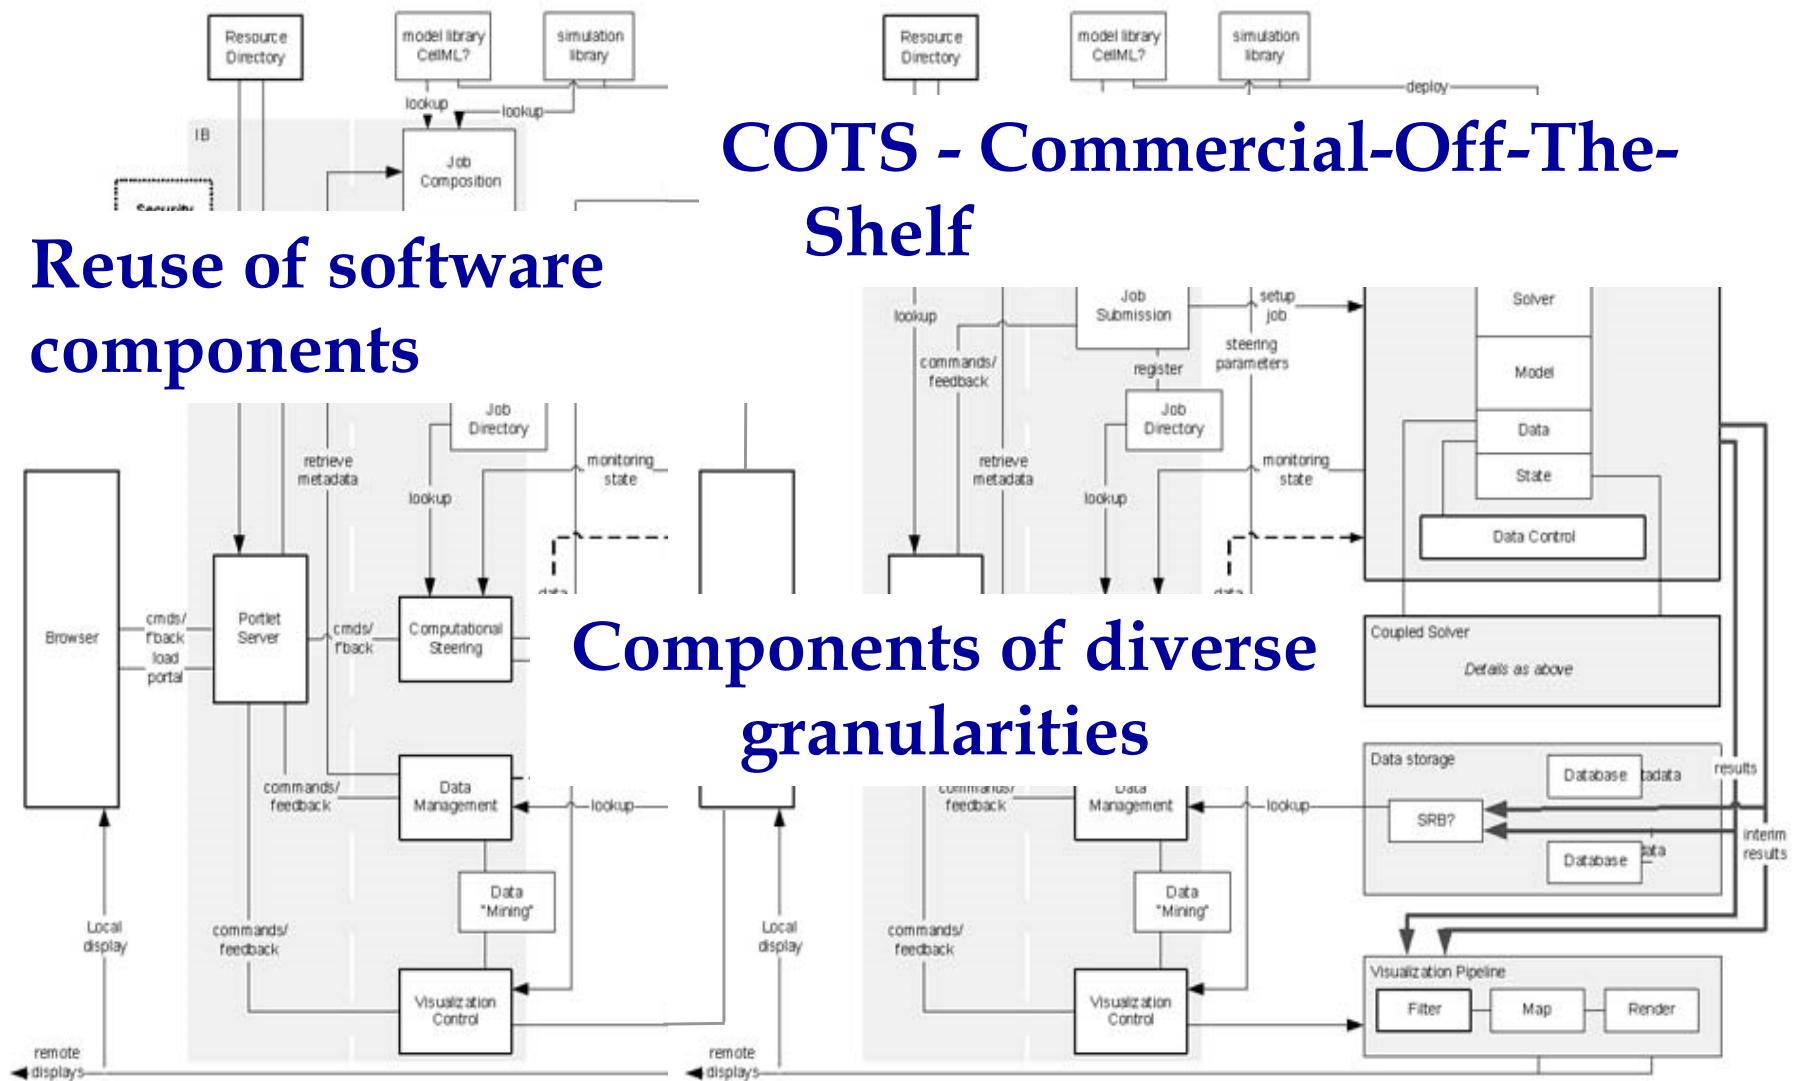 Resource
Directory
model library
CellML?
simulation
library
lookup
lookup
IB
Job
Composition
Security
Resource
Directory
model library
CellML?
simulation
library
deploy
COTS - Commercial-Off-The-
Shelf
Reuse of software
components
Job
Directory
retrieve
metadata
lookup
monitoring
state
Browser
cmds/
f'back
load
portal
Portlet
Server
cmds/
f'back
Computational
Steering
lookup
commands/
feedback
Job
Submission
setup
job
steering
parameters
register
Job
Directory
retrieve
metadata
lookup
monitoring
state
Solver
Model
Data
State
Data Control
Components of diverse
granularities
Coupled Solver
Details as above
commands/
feedback
Data
Management
lookup
Data
"Mining"
commands/
feedback
Local
display
Visualization
Control
remote
displays
commands/
feedback
Data
Management
lookup
Data
"Mining"
commands/
feedback
Local
display
Visualization
Control
remote
displays
Data storage
Database
SRB?
Database
results
interim
results
Visualization Pipeline
Filter
Map
Render